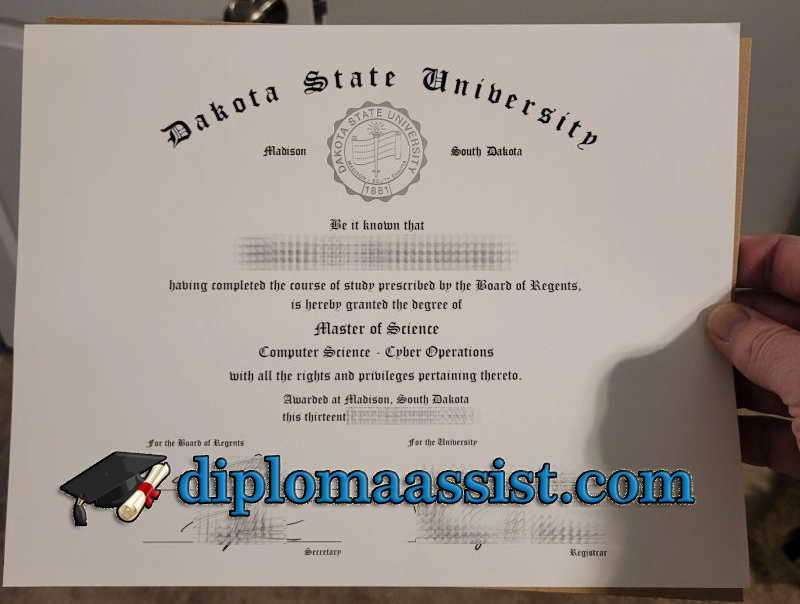 Dakota State University
Madison
South Dakota
DAKOTA STATE UNIVERSITY
MADISON - SOUTH DAKOTA
1881
Be it known that
having completed the course of study prescribed by the Board of Regents,
is hereby granted the degree of
Master of Science
Computer Science - Cyber Operations
with all the rights and privileges pertaining thereto.
Awarded at Madison, South Dakota
this thirteent
For the Board of Regents
For the University
diplomaassist.com
Secretary
Registrar